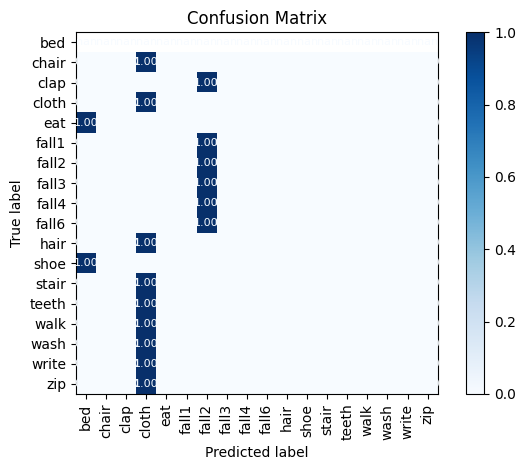 Confusion Matrix
True label
bed
chair 1.00
clap 1.00
cloth 1.00
eat 1.00
fall1 1.00
fall2 1.00
fall3 1.00
fall4 1.00
fall6 1.00
hair 1.00
shoe 1.00
stair 1.00
teeth 1.00
walk 1.00
wash 1.00
write 1.00
zip 1.00
bed chair clap cloth eat fall1 fall2 fall3 fall4 fall6 hair shoe stair teeth walk wash write zip
Predicted label
1.0
0.8
0.6
0.4
0.2
0.0